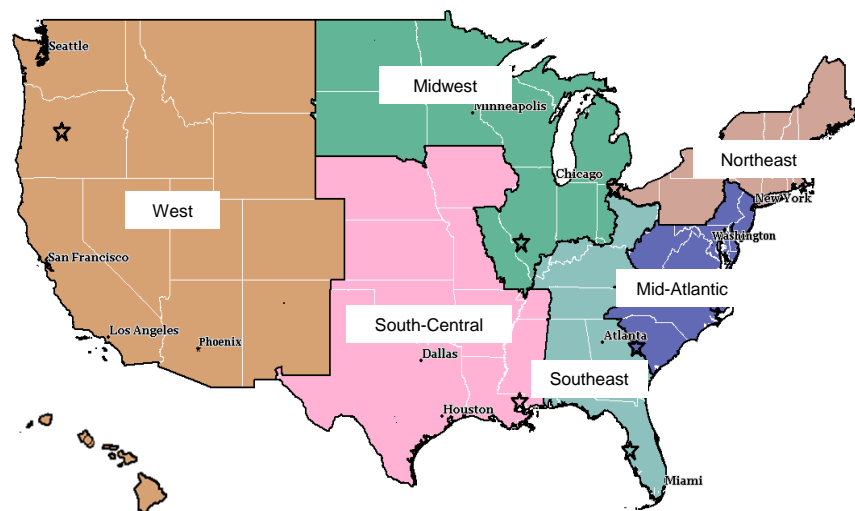 Seattle
Midwest
Minneapolis
Northeast
Chicago
New York
West
Washington
San Francisco
Mid-Atlantic
South-Central
Los Angeles
Phoenix
Atlanta
Dallas
Southeast
Houston
Miami